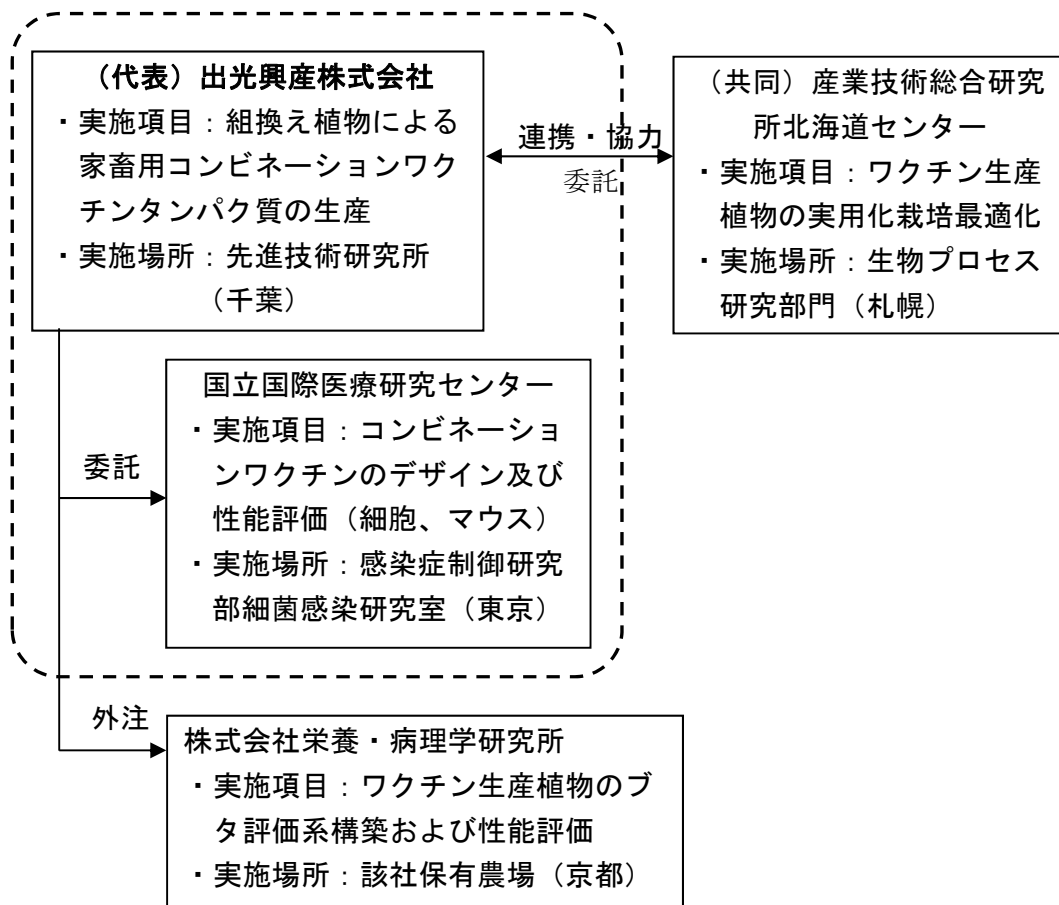 （代表）出光興産株式会社
・実施項目：組換え植物による
家畜用コンビネーションワク
チンタンパク質の生産
・実施場所：先進技術研究所
（千葉）
連携・協力
委託
（共同）産業技術総合研究
所北海道センター
・実施項目：ワクチン生産
植物の実用化栽培最適化
・実施場所：生物プロセス
研究部門（札幌）
委託
国立国際医療研究センター
・実施項目：コンビネーショ
ンワクチンのデザイン及び
性能評価（細胞、マウス）
・実施場所：感染症制御研究
部細菌感染研究室（東京）
外注
株式会社栄養・病理学研究所
・実施項目：ワクチン生産植物のブ
タ評価系構築および性能評価
・実施場所：該社保有農場（京都）